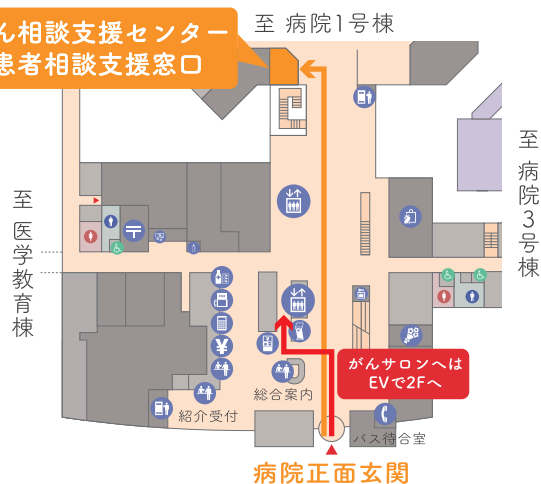 ん相談支援センター
患者相談支援窓口
至 病院1号棟
至 病院3号棟
至 医学教育棟
〒
¥
がんサロンへは
EVで2Fへ
総合案内
紹介受付
バス待合室
病院正面玄関